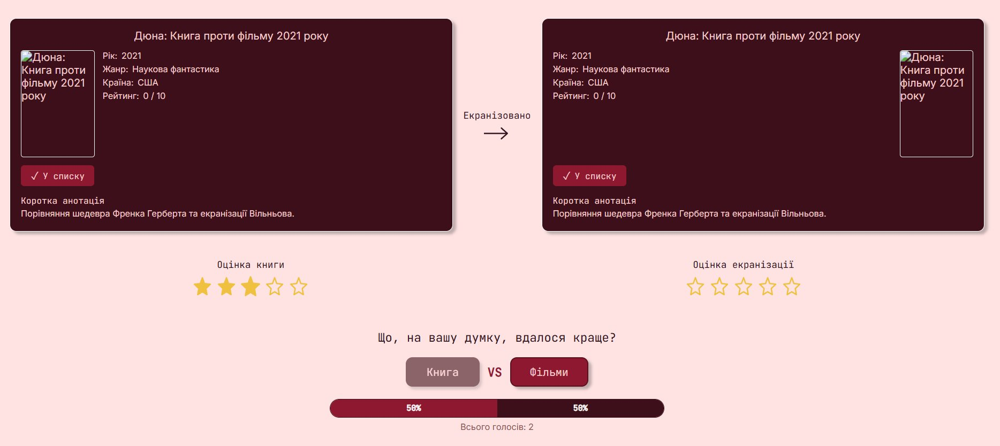 Дюна: Книга проти фільму 2021 року
Дюна:
Книга проти
фільму 2021
року
Рік: 2021
Жанр: Наукова фантастика
Країна: США
Рейтинг: 0 / 10
✓ У списку
Коротка анотація
Порівняння шедевра Френка Герберта та екранізації Вільньова.
Екранізовано
Дюна: Книга проти фільму 2021 року
Рік: 2021
Жанр: Наукова фантастика
Країна: США
Рейтинг: 0 / 10
Дюна:
Книга проти
фільму 2021
року
✓ У списку
Коротка анотація
Порівняння шедевра Френка Герберта та екранізації Вільньова.
Оцінка книги
Оцінка екранізації
Що, на вашу думку, вдалося краще?
Книга VS Фільми
50% 50%
Всього голосів: 2